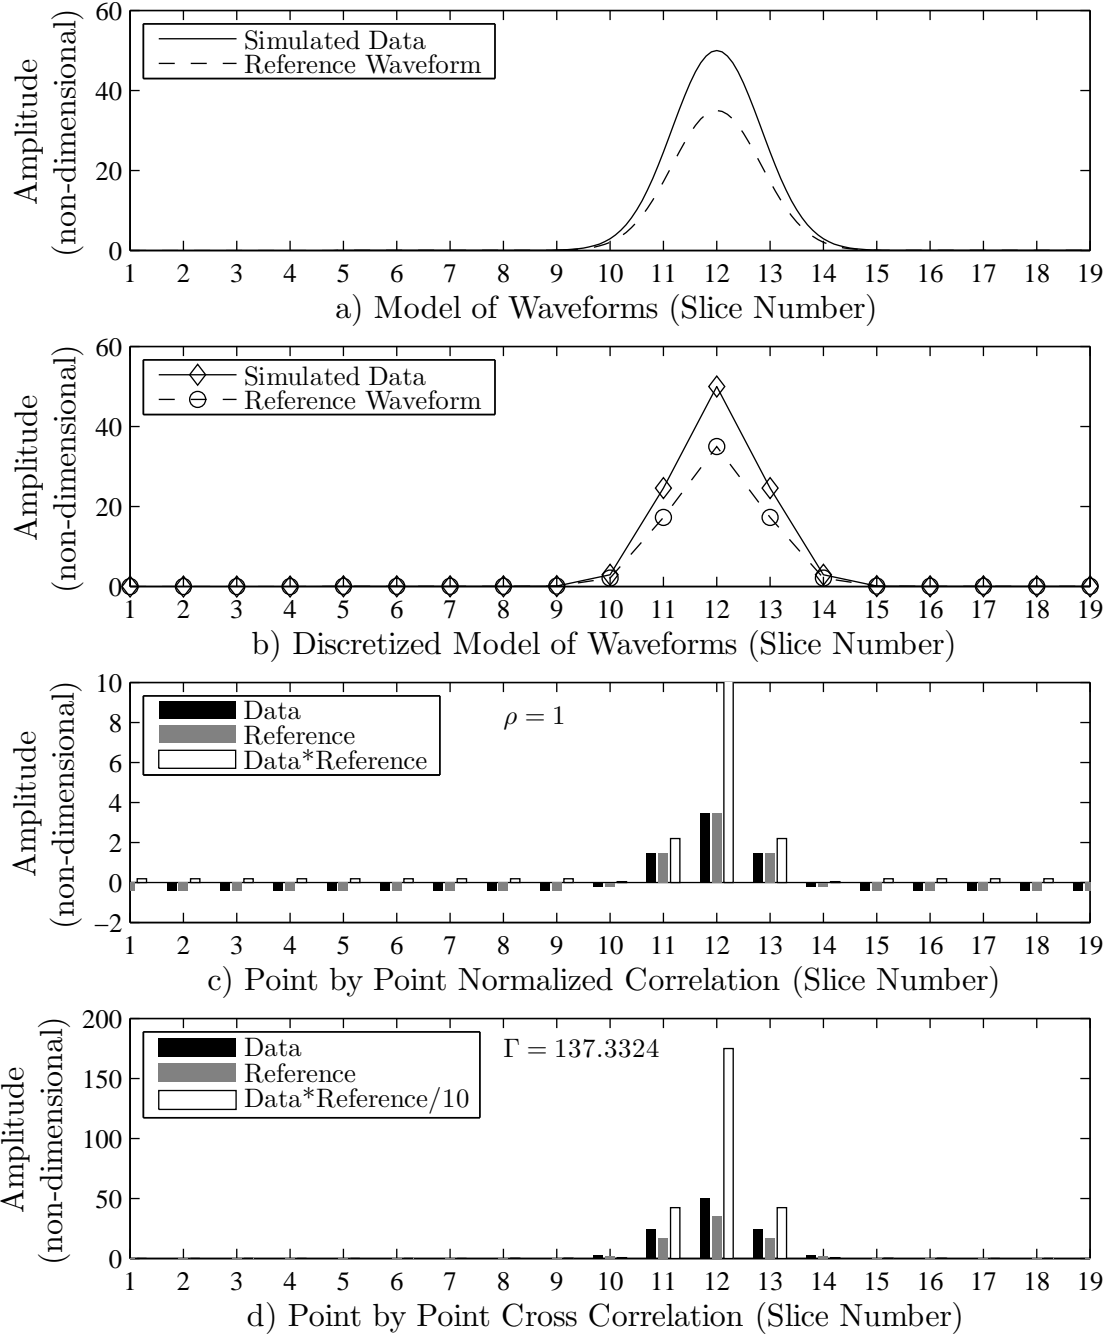 60
40
20
0
Amplitude
(non-dimensional)
Simulated Data
Reference Waveform
1 2 3 4 5 6 7 8 9 10 11 12 13 14 15 16 17 18 19
a) Model of Waveforms (Slice Number)
60
40
20
0
Amplitude
(non-dimensional)
Simulated Data
Reference Waveform
1 2 3 4 5 6 7 8 9 10 11 12 13 14 15 16 17 18 19
b) Discretized Model of Waveforms (Slice Number)
10
8
6
4
2
0
−2
Amplitude
(non-dimensional)
Data
Reference
Data*Reference
ρ = 1
1 2 3 4 5 6 7 8 9 10 11 12 13 14 15 16 17 18 19
c) Point by Point Normalized Correlation (Slice Number)
200
150
100
50
0
Amplitude
(non-dimensional)
Data
Reference
Data*Reference/10
Γ = 137.3324
1 2 3 4 5 6 7 8 9 10 11 12 13 14 15 16 17 18 19
d) Point by Point Cross Correlation (Slice Number)